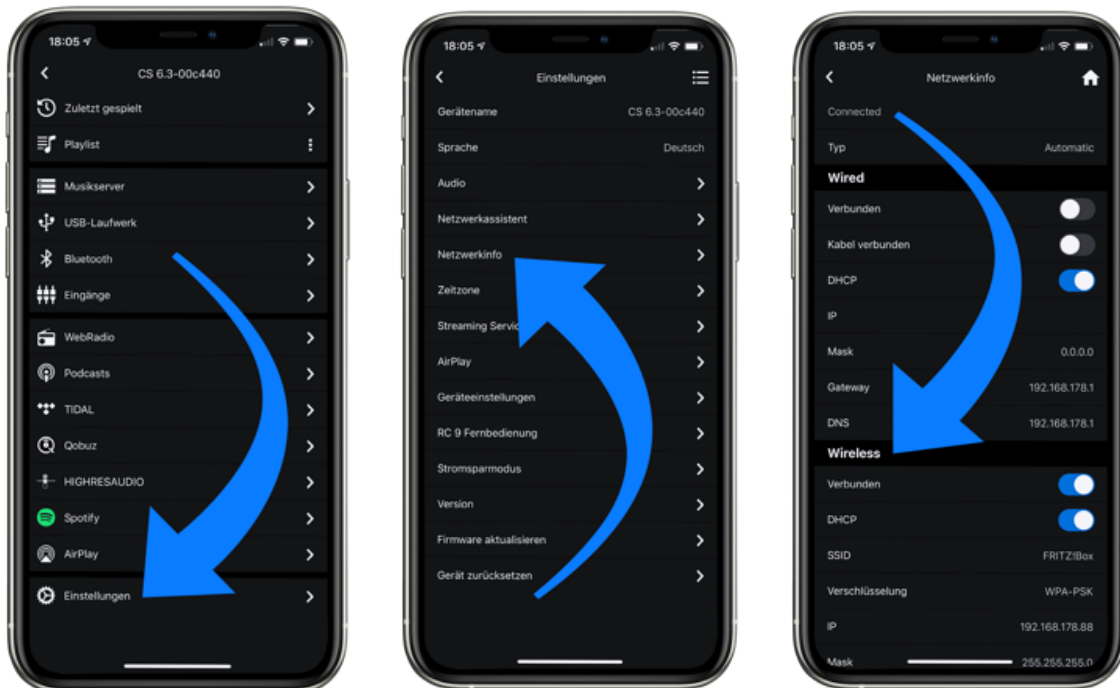 18:05
CS 6.3-00c440
Zuletzt gespielt
Playlist
Musikserver
USB-Laufwerk
Bluetooth
Eingänge
WebRadio
Podcasts
TIDAL
Qobuz
HIGHRESAUDIO
Spotify
AirPlay
Einstellungen
18:05
Einstellungen
Gerätename CS 6.3-00c440
Sprache Deutsch
Audio
Netzwerkassistent
Netzwerkinfo
Zeitzone
Streaming Servic
AirPlay
Geräteeinstellungen
RC 9 Fernbedienung
Stromsparmodus
Version
Firmware aktualisieren
Gerät zurücksetzen
18:05
Netzwerkinfo
Connected
Typ Automatic
Wired
Verbunden
Kabel verbunden
DHCP
IP
Mask 0.0.0.0
Gateway 192.168.178.1
DNS 192.168.178.1
Wireless
Verbunden
DHCP
SSID FRITZ!Box
Verschlüsselung WPA-PSK
IP 192.168.178.88
Mask 255.255.255.0